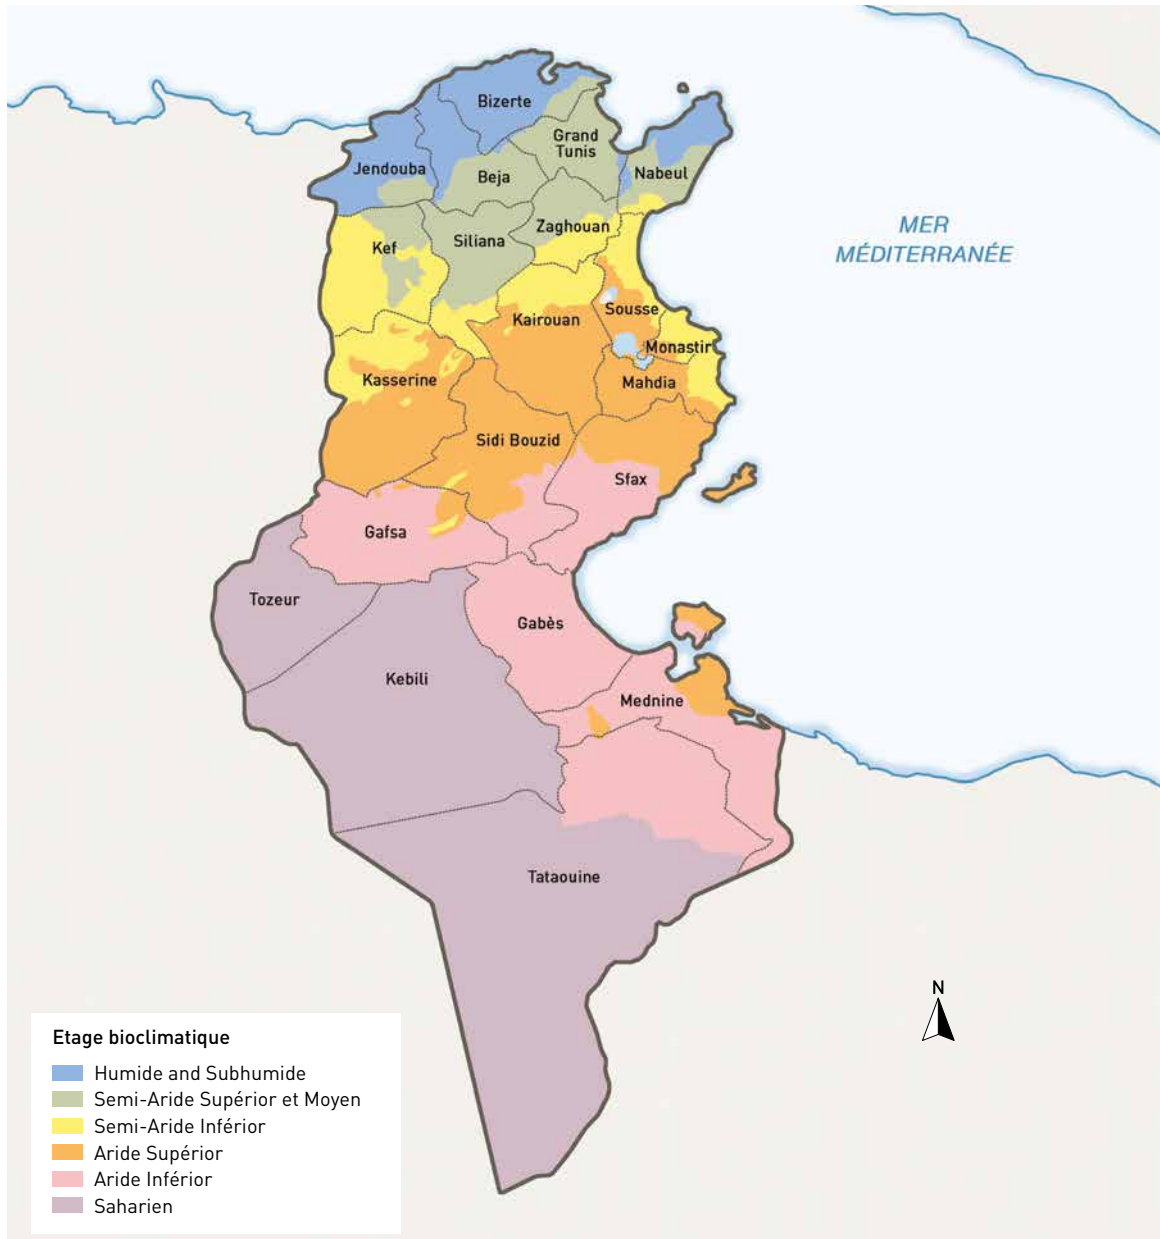 Bizerte
Grand
Tunis
Jendouba
Beja
Nabeul
Zaghouan
Kef
Siliana
MER
MÉDITERRANÉE
Sousse
Kairouan
Monastir
Kasserine
Mahdia
Sidi Bouzid
Sfax
Gafsa
Tozeur
Gabès
Kebili
Mednine
Tataouine
N
Etage bioclimatique
Humide and Subhumide
Semi-Aride Supérior et Moyen
Semi-Aride Inférior
Aride Supérior
Aride Inférior
Saharien